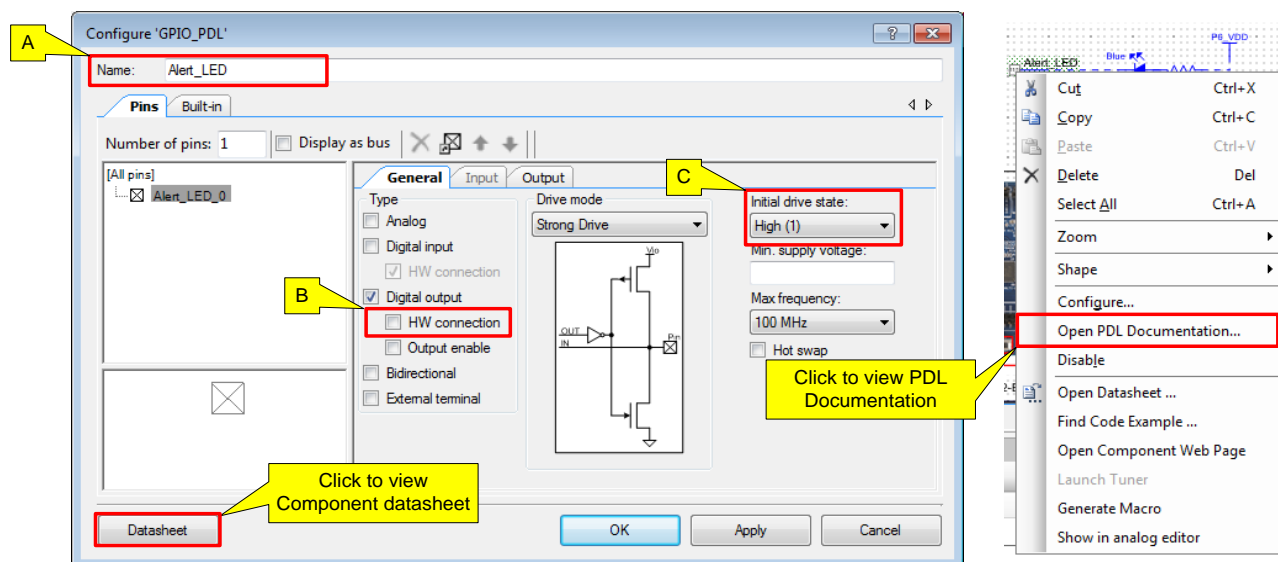 A
Configure 'GPIO_PDL'
Name: Alert_LED
Pins Built-in
Number of pins: 1 Display as bus
[All pins]
Alert_LED_0
General Input Output
C
Type
Analog
Digital input
HW connection
B
Digital output
HW connection
Output enable
Bidirectional
External terminal
Drive mode
Strong Drive
Vio
OUT
IN
Pin
Initial drive state:
High (1)
Min. supply voltage:
Max frequency:
100 MHz
Hot swap
Click to view PDL
Documentation
Click to view
Component datasheet
Datasheet OK Apply Cancel
P6_VDD
Blue
Alert_LED
Cut Ctrl+X
Copy Ctrl+C
Paste Ctrl+V
Delete Del
Select All Ctrl+A
Zoom
Shape
Configure...
Open PDL Documentation...
Disable
Open Datasheet ...
Find Code Example ...
Open Component Web Page
Launch Tuner
Generate Macro
Show in analog editor